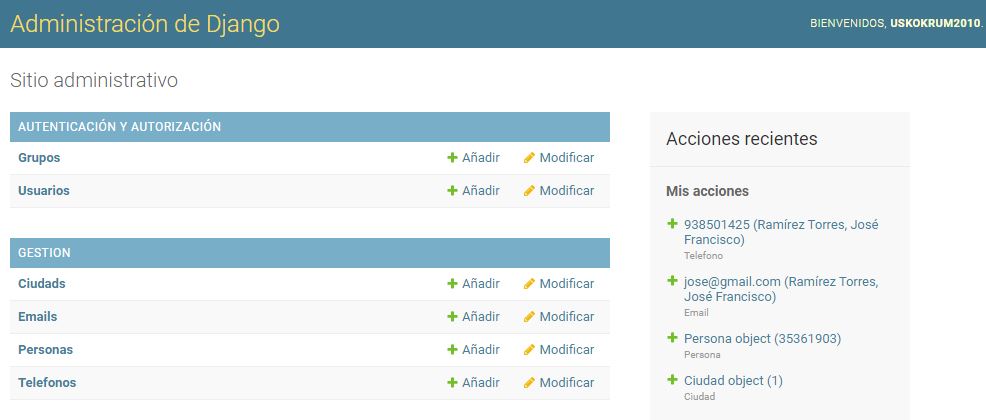 Administración de Django
BIENVENIDOS, USKOKRUM2010.
Sitio administrativo
AUTENTICACIÓN Y AUTORIZACIÓN
Grupos Añadir Modificar
Usuarios Añadir Modificar
GESTION
Ciudads Añadir Modificar
Emails Añadir Modificar
Personas Añadir Modificar
Telefonos Añadir Modificar
Acciones recientes
Mis acciones
938501425 (Ramírez Torres, José
Francisco)
Telefono
jose@gmail.com (Ramírez Torres,
José Francisco)
Email
Persona object (35361903)
Persona
Ciudad object (1)
Ciudad